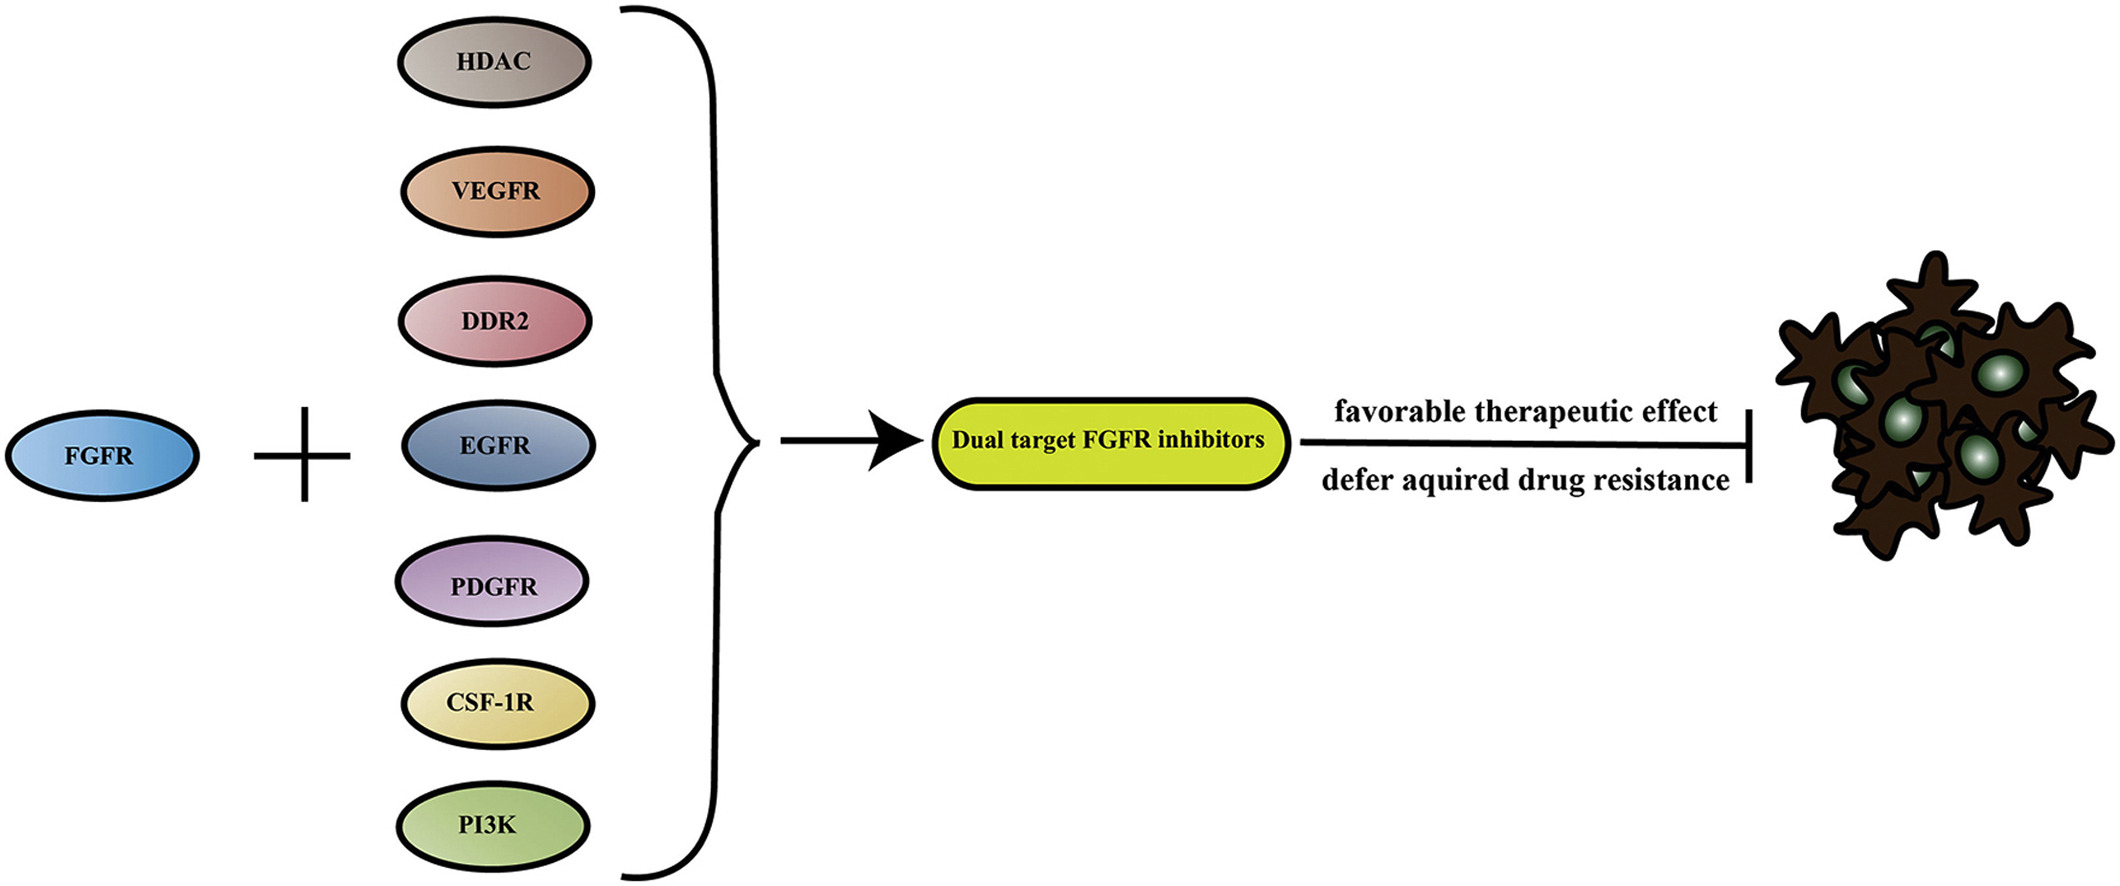 HDAC
VEGFR
DDR2
FGFR
EGFR
PDGFR
CSF-1R
PI3K
Dual target FGFR inhibitors
favorable therapeutic effect
defer aquired drug resistance